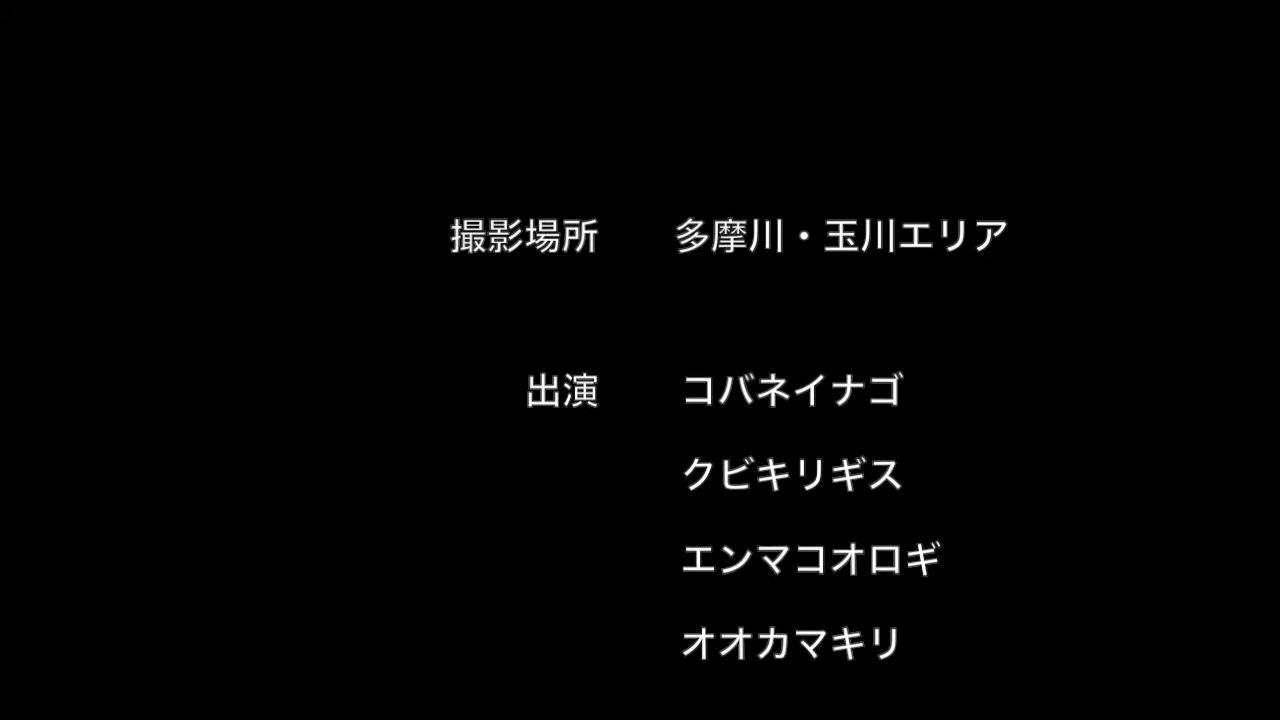 撮影場所 多摩川・玉川エリア
出演 コバネイナゴ
クビキリギス
エンマコオロギ
オオカマキリ